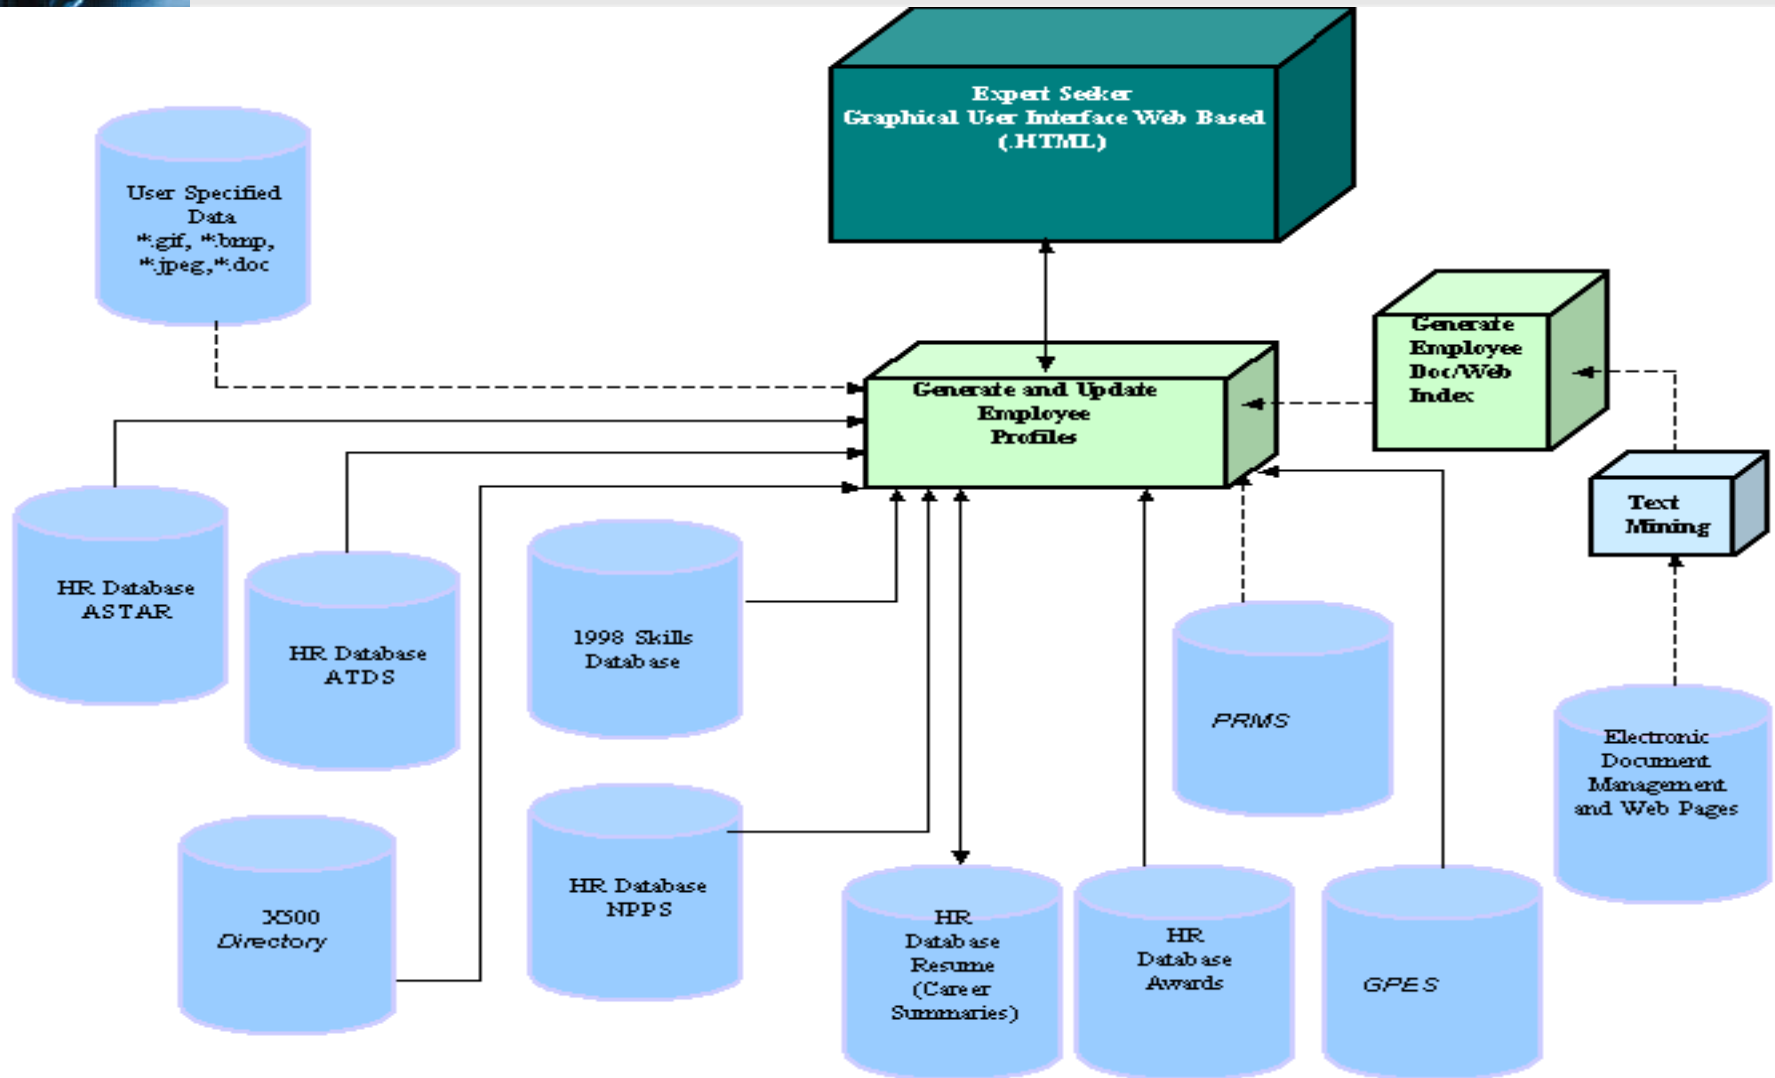 Expert Seeker
Graphical User Interface Web Based
(.HTML)
User Specified
Data
*.gif, *.bmp,
*.jpeg,*.doc
Generate
Employee
Doc/Web
Index
Generate and Update
Employee
Profiles
Text
Mining
HR Database
ASTAR
HR Database
ATDS
1998 Skills
Database
PRMS
Electronic
Document
Management
and Web Pages
X500
Directory
HR Database
NPPS
HR
Database
Resume
(Career
Summaries)
HR
Database
Awards
GPES